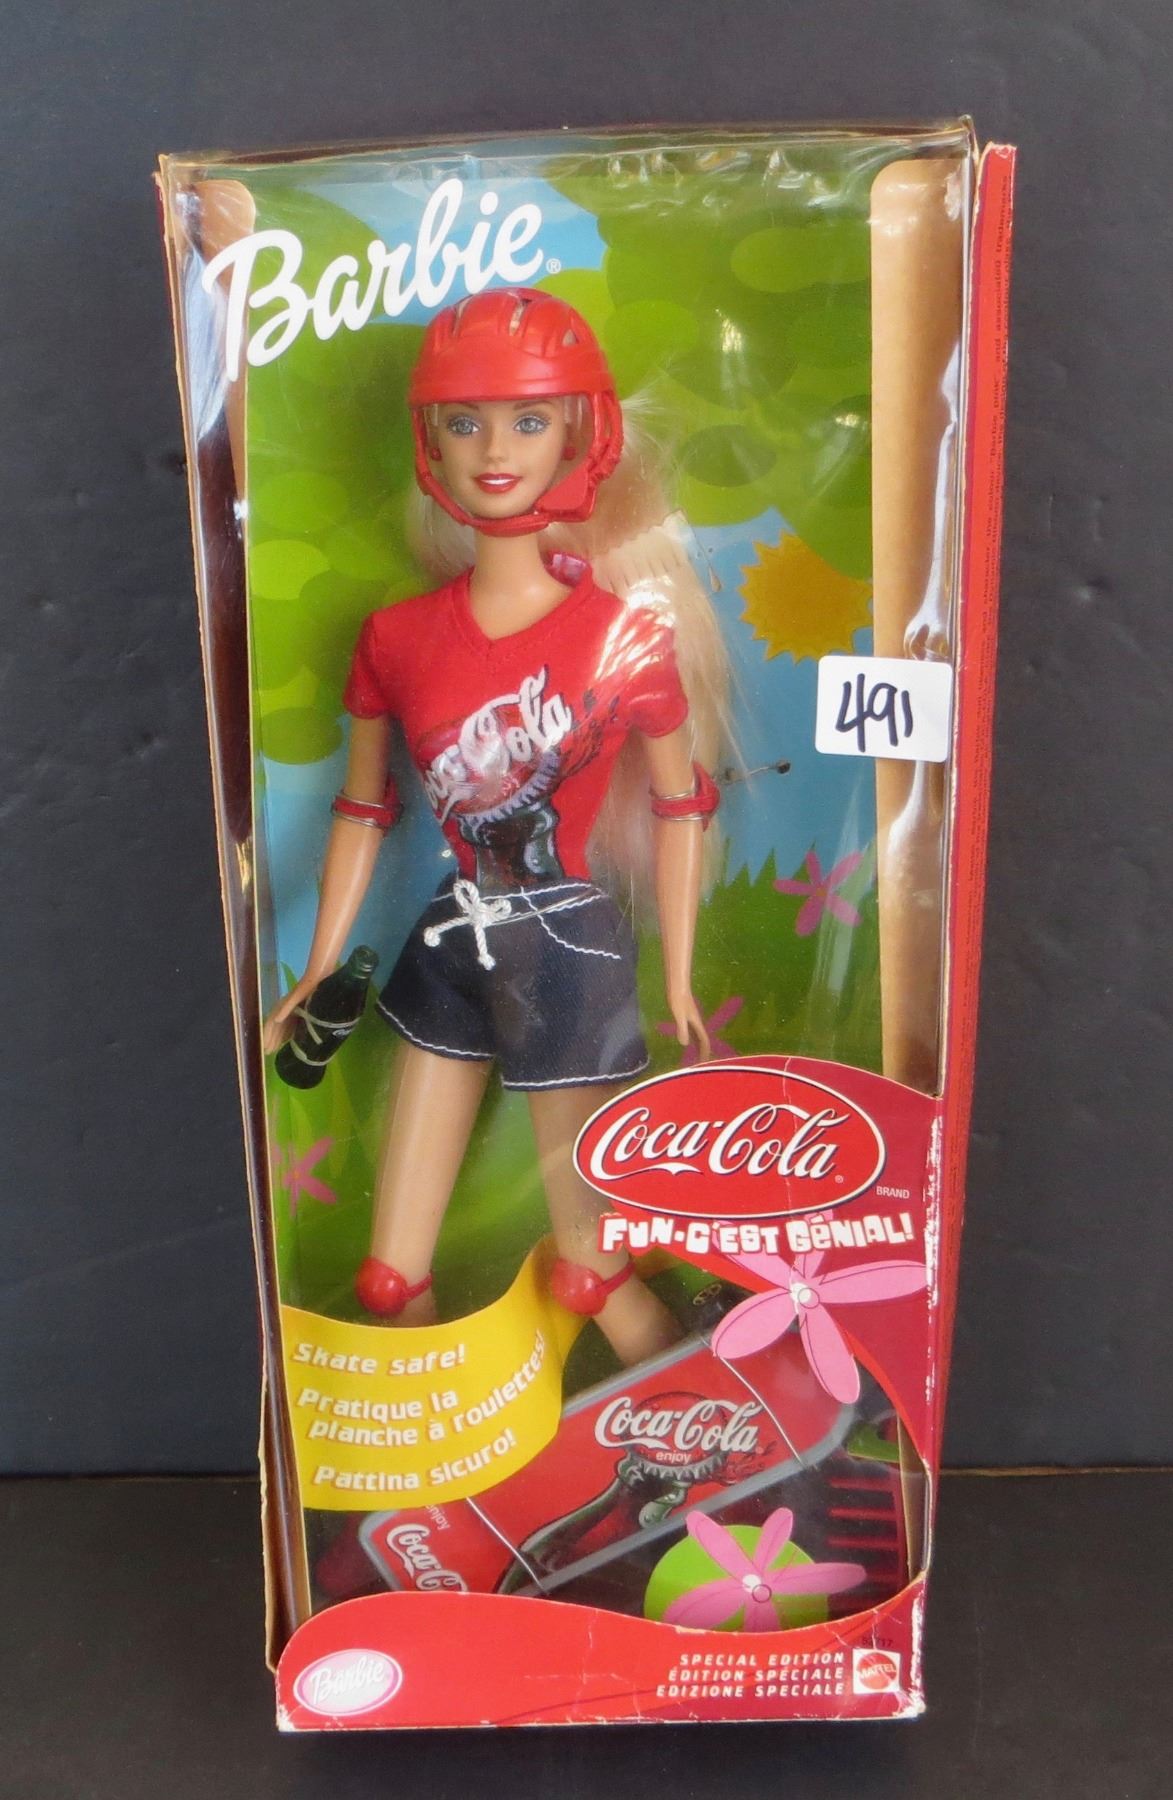 Barbie®
Coca-Cola
491
Coca-Cola®
BRAND
FUN•C'EST GÉNIAL!
Skate safe!
Pratique la
planche à roulettes!
Pattina sicuro!
Coca-Cola
enjoy
enjoy
Coca-C
Barbie
SPECIAL EDITION
ÉDITION SPÉCIALE
EDIZIONE SPECIALE
MATTEL